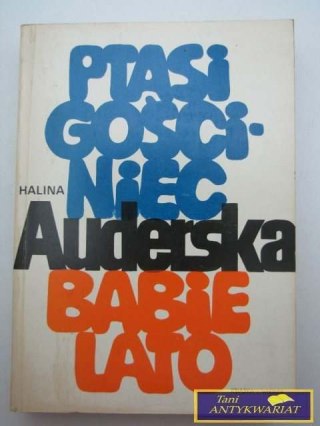 PTASi
GOŚCi-
NiEC
HALINA
Auderska
BABiE
LATO
Tani
ANTYKWARIAT